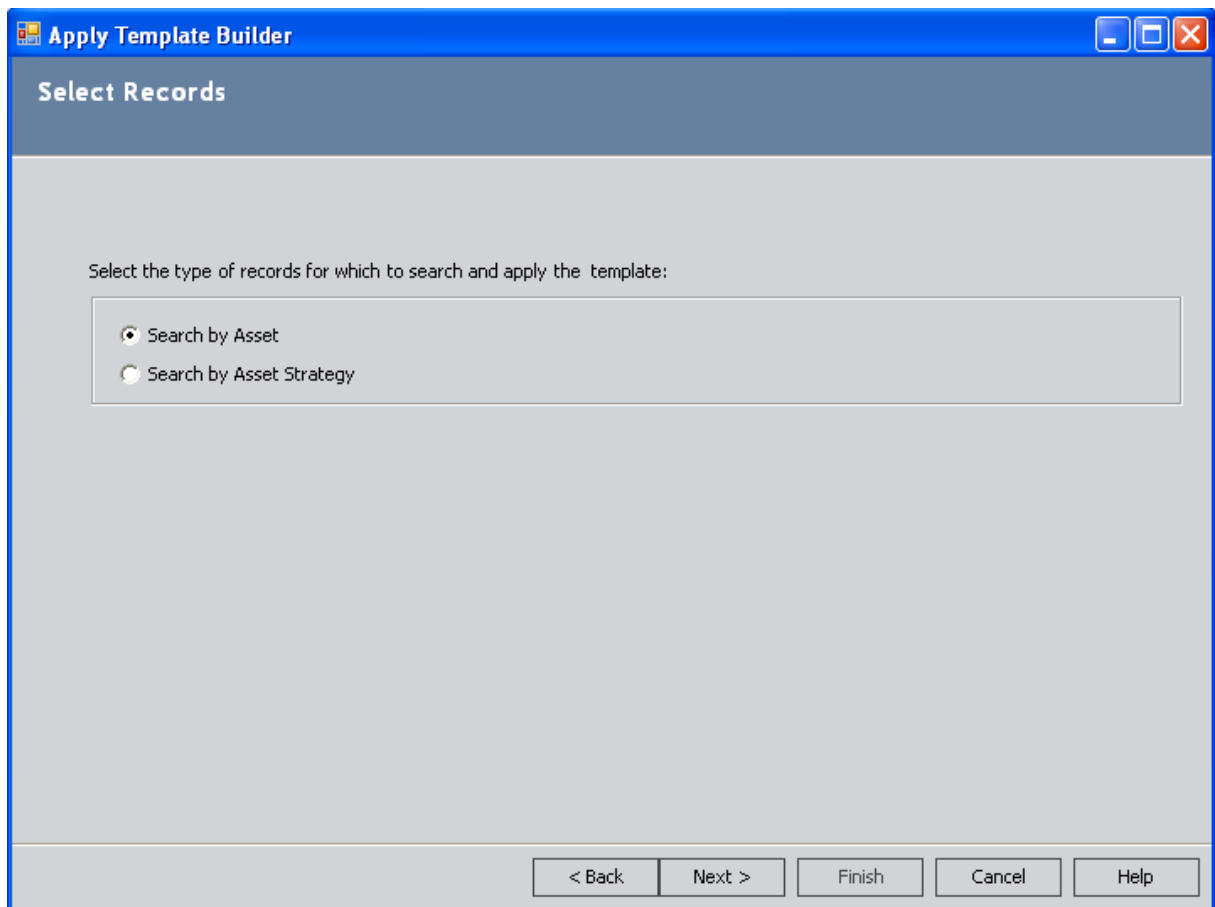 Apply Template Builder
Select Records
Select the type of records for which to search and apply the template:
Search by Asset
Search by Asset Strategy
< Back Next > Finish Cancel Help